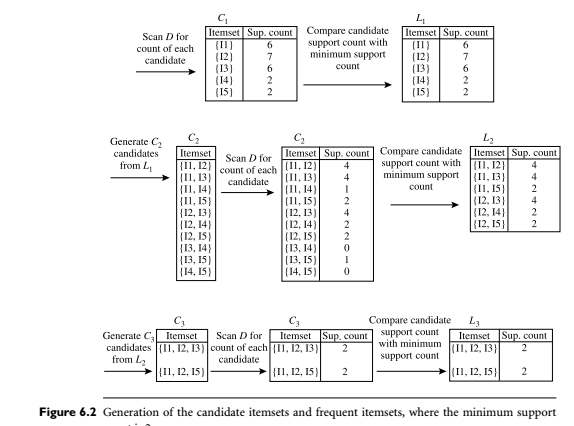 C1
L1
Scan D for
count of each
candidate
Itemset Sup. count
{I1} 6
{I2} 7
{I3} 6
{I4} 2
{I5} 2
Compare candidate
support count with
minimum support
count
Itemset Sup. count
{I1} 6
{I2} 7
{I3} 6
{I4} 2
{I5} 2
Generate C2
candidates
from L1
C2
Itemset
{I1, I2}
{I1, I3}
{I1, I4}
{I1, I5}
{I2, I3}
{I2, I4}
{I2, I5}
{I3, I4}
{I3, I5}
{I4, I5}
Scan D for
count of each
candidate
C2
Itemset Sup. count
{I1, I2} 4
{I1, I3} 4
{I1, I4} 1
{I1, I5} 2
{I2, I3} 4
{I2, I4} 2
{I2, I5} 2
{I3, I4} 0
{I3, I5} 1
{I4, I5} 0
Compare candidate
support count with
minimum support
count
L2
Itemset Sup. count
{I1, I2} 4
{I1, I3} 4
{I1, I5} 2
{I2, I3} 4
{I2, I4} 2
{I2, I5} 2
Generate C3
candidates
from L2
C3
Itemset
{I1, I2, I3}
{I1, I2, I5}
Scan D for
count of each
candidate
C3
Itemset Sup. count
{I1, I2, I3} 2
{I1, I2, I5} 2
Compare candidate
support count
with minimum
support count
L3
Itemset Sup. count
{I1, I2, I3} 2
{I1, I2, I5} 2
Figure 6.2 Generation of the candidate itemsets and frequent itemsets, where the minimum support